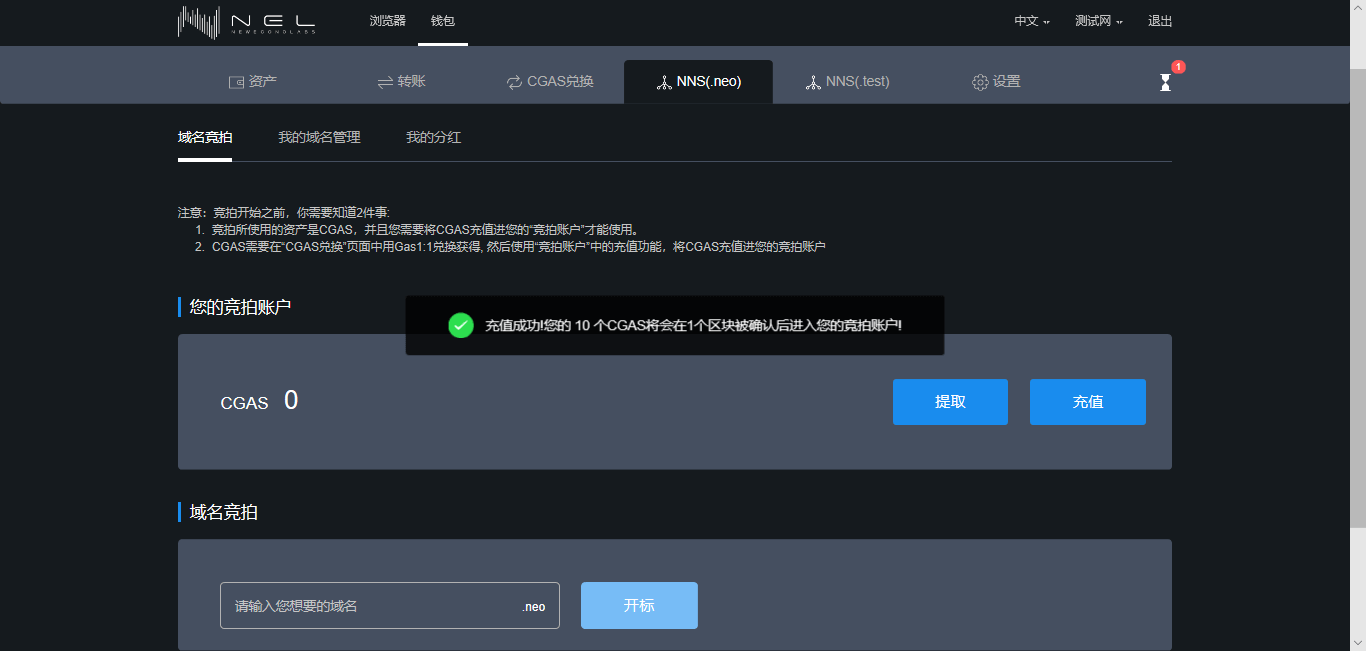 NEL
NEWECONOLABS
浏览器 钱包 中文 测试网 退出
资产 转账 CGAS兑换 NNS(.neo) NNS(.test) 设置 1
域名竞拍 我的域名管理 我的分红
注意：竞拍开始之前，你需要知道2件事:
1. 竞拍所使用的资产是CGAS，并且您需要将CGAS充值进您的“竞拍账户”才能使用。
2. CGAS需要在“CGAS兑换”页面中用Gas1:1兑换获得, 然后使用“竞拍账户”中的充值功能，将CGAS充值进您的竞拍账户
您的竞拍账户
充值成功!您的 10 个CGAS将会在1个区块被确认后进入您的竞拍账户!
CGAS 0 提取 充值
域名竞拍
请输入您想要的域名 .neo 开标